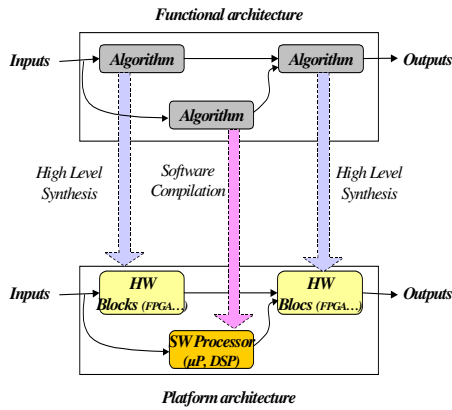 Functional architecture
Inputs
Algorithm
Algorithm
Outputs
Algorithm
High Level
Synthesis
Software
Compilation
High Level
Synthesis
Inputs
HW
Blocks (FPGA...)
HW
Blocs (FPGA...)
Outputs
SW Processor
(µP, DSP)
Platform architecture